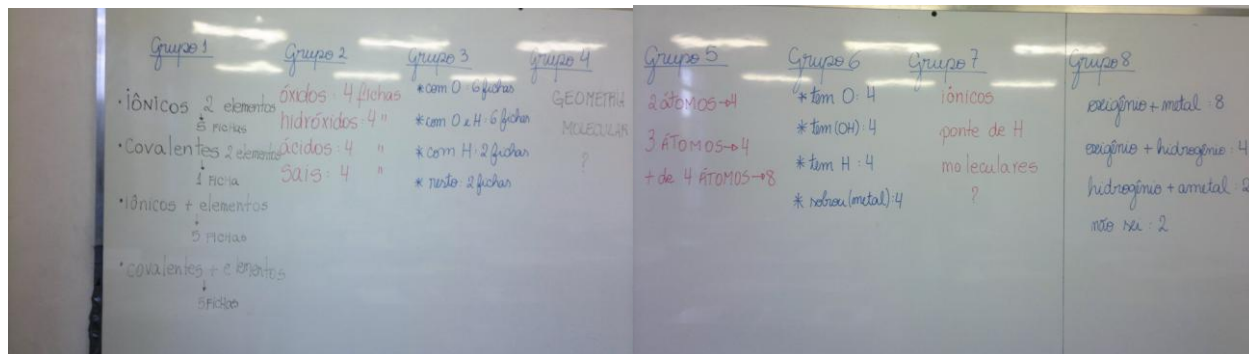 Grupo 1
• iônicos 2 elementos
↓
5 FICHAS
• Covalentes 2 elementos
↓
1 FICHA
• iônicos + elementos
↓
5 FICHAS
• covalentes + elementos
↓
5 FICHAS
Grupo 2
óxidos: 4 fichas
hidróxidos: 4 "
ácidos: 4 "
Sais: 4 "
Grupo 3
* com O: 6 fichas
* com O e H: 6 fichas
* com H: 2 fichas
* resto: 2 fichas
Grupo 4
GEOMETRIA
MOLECULAR
?
Grupo 5
2 ÁTOMOS → 4
3 ÁTOMOS → 4
+ de 4 ÁTOMOS → 8
Grupo 6
* tem O: 4
* tem (OH): 4
* tem H: 4
* sobrou (metal): 4
Grupo 7
iônicos
ponte de H
moleculares
?
Grupo 8
oxigênio + metal: 8
oxigênio + hidrogênio: 4
hidrogênio + ametal: 2
não sei: 2